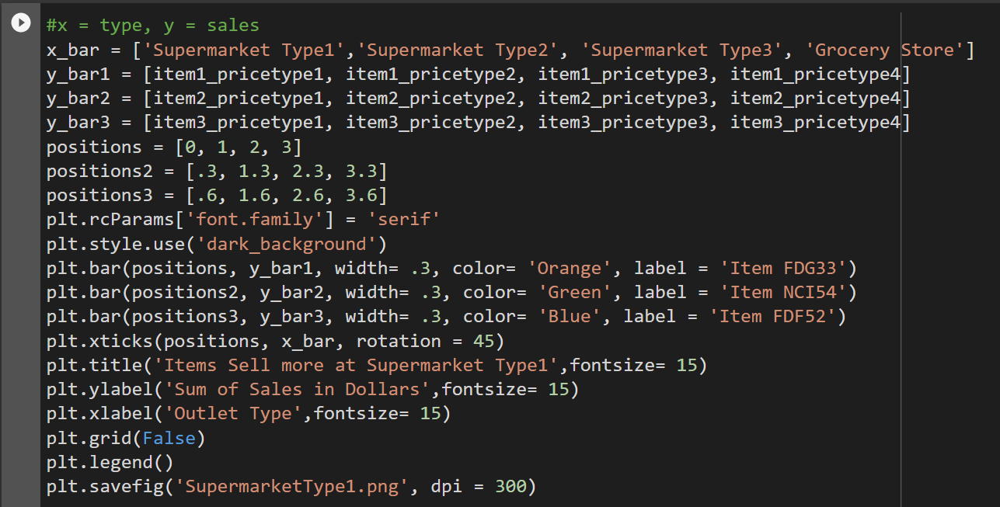 #x = type, y = sales
x_bar = ['Supermarket Type1','Supermarket Type2', 'Supermarket Type3', 'Grocery Store']
y_bar1 = [item1_pricetype1, item1_pricetype2, item1_pricetype3, item1_pricetype4]
y_bar2 = [item2_pricetype1, item2_pricetype2, item2_pricetype3, item2_pricetype4]
y_bar3 = [item3_pricetype1, item3_pricetype2, item3_pricetype3, item3_pricetype4]
positions = [0, 1, 2, 3]
positions2 = [.3, 1.3, 2.3, 3.3]
positions3 = [.6, 1.6, 2.6, 3.6]
plt.rcParams['font.family'] = 'serif'
plt.style.use('dark_background')
plt.bar(positions, y_bar1, width= .3, color= 'Orange', label = 'Item FDG33')
plt.bar(positions2, y_bar2, width= .3, color= 'Green', label = 'Item NCI54')
plt.bar(positions3, y_bar3, width= .3, color= 'Blue', label = 'Item FDF52')
plt.xticks(positions, x_bar, rotation = 45)
plt.title('Items Sell more at Supermarket Type1',fontsize= 15)
plt.ylabel('Sum of Sales in Dollars',fontsize= 15)
plt.xlabel('Outlet Type',fontsize= 15)
plt.grid(False)
plt.legend()
plt.savefig('SupermarketType1.png', dpi = 300)